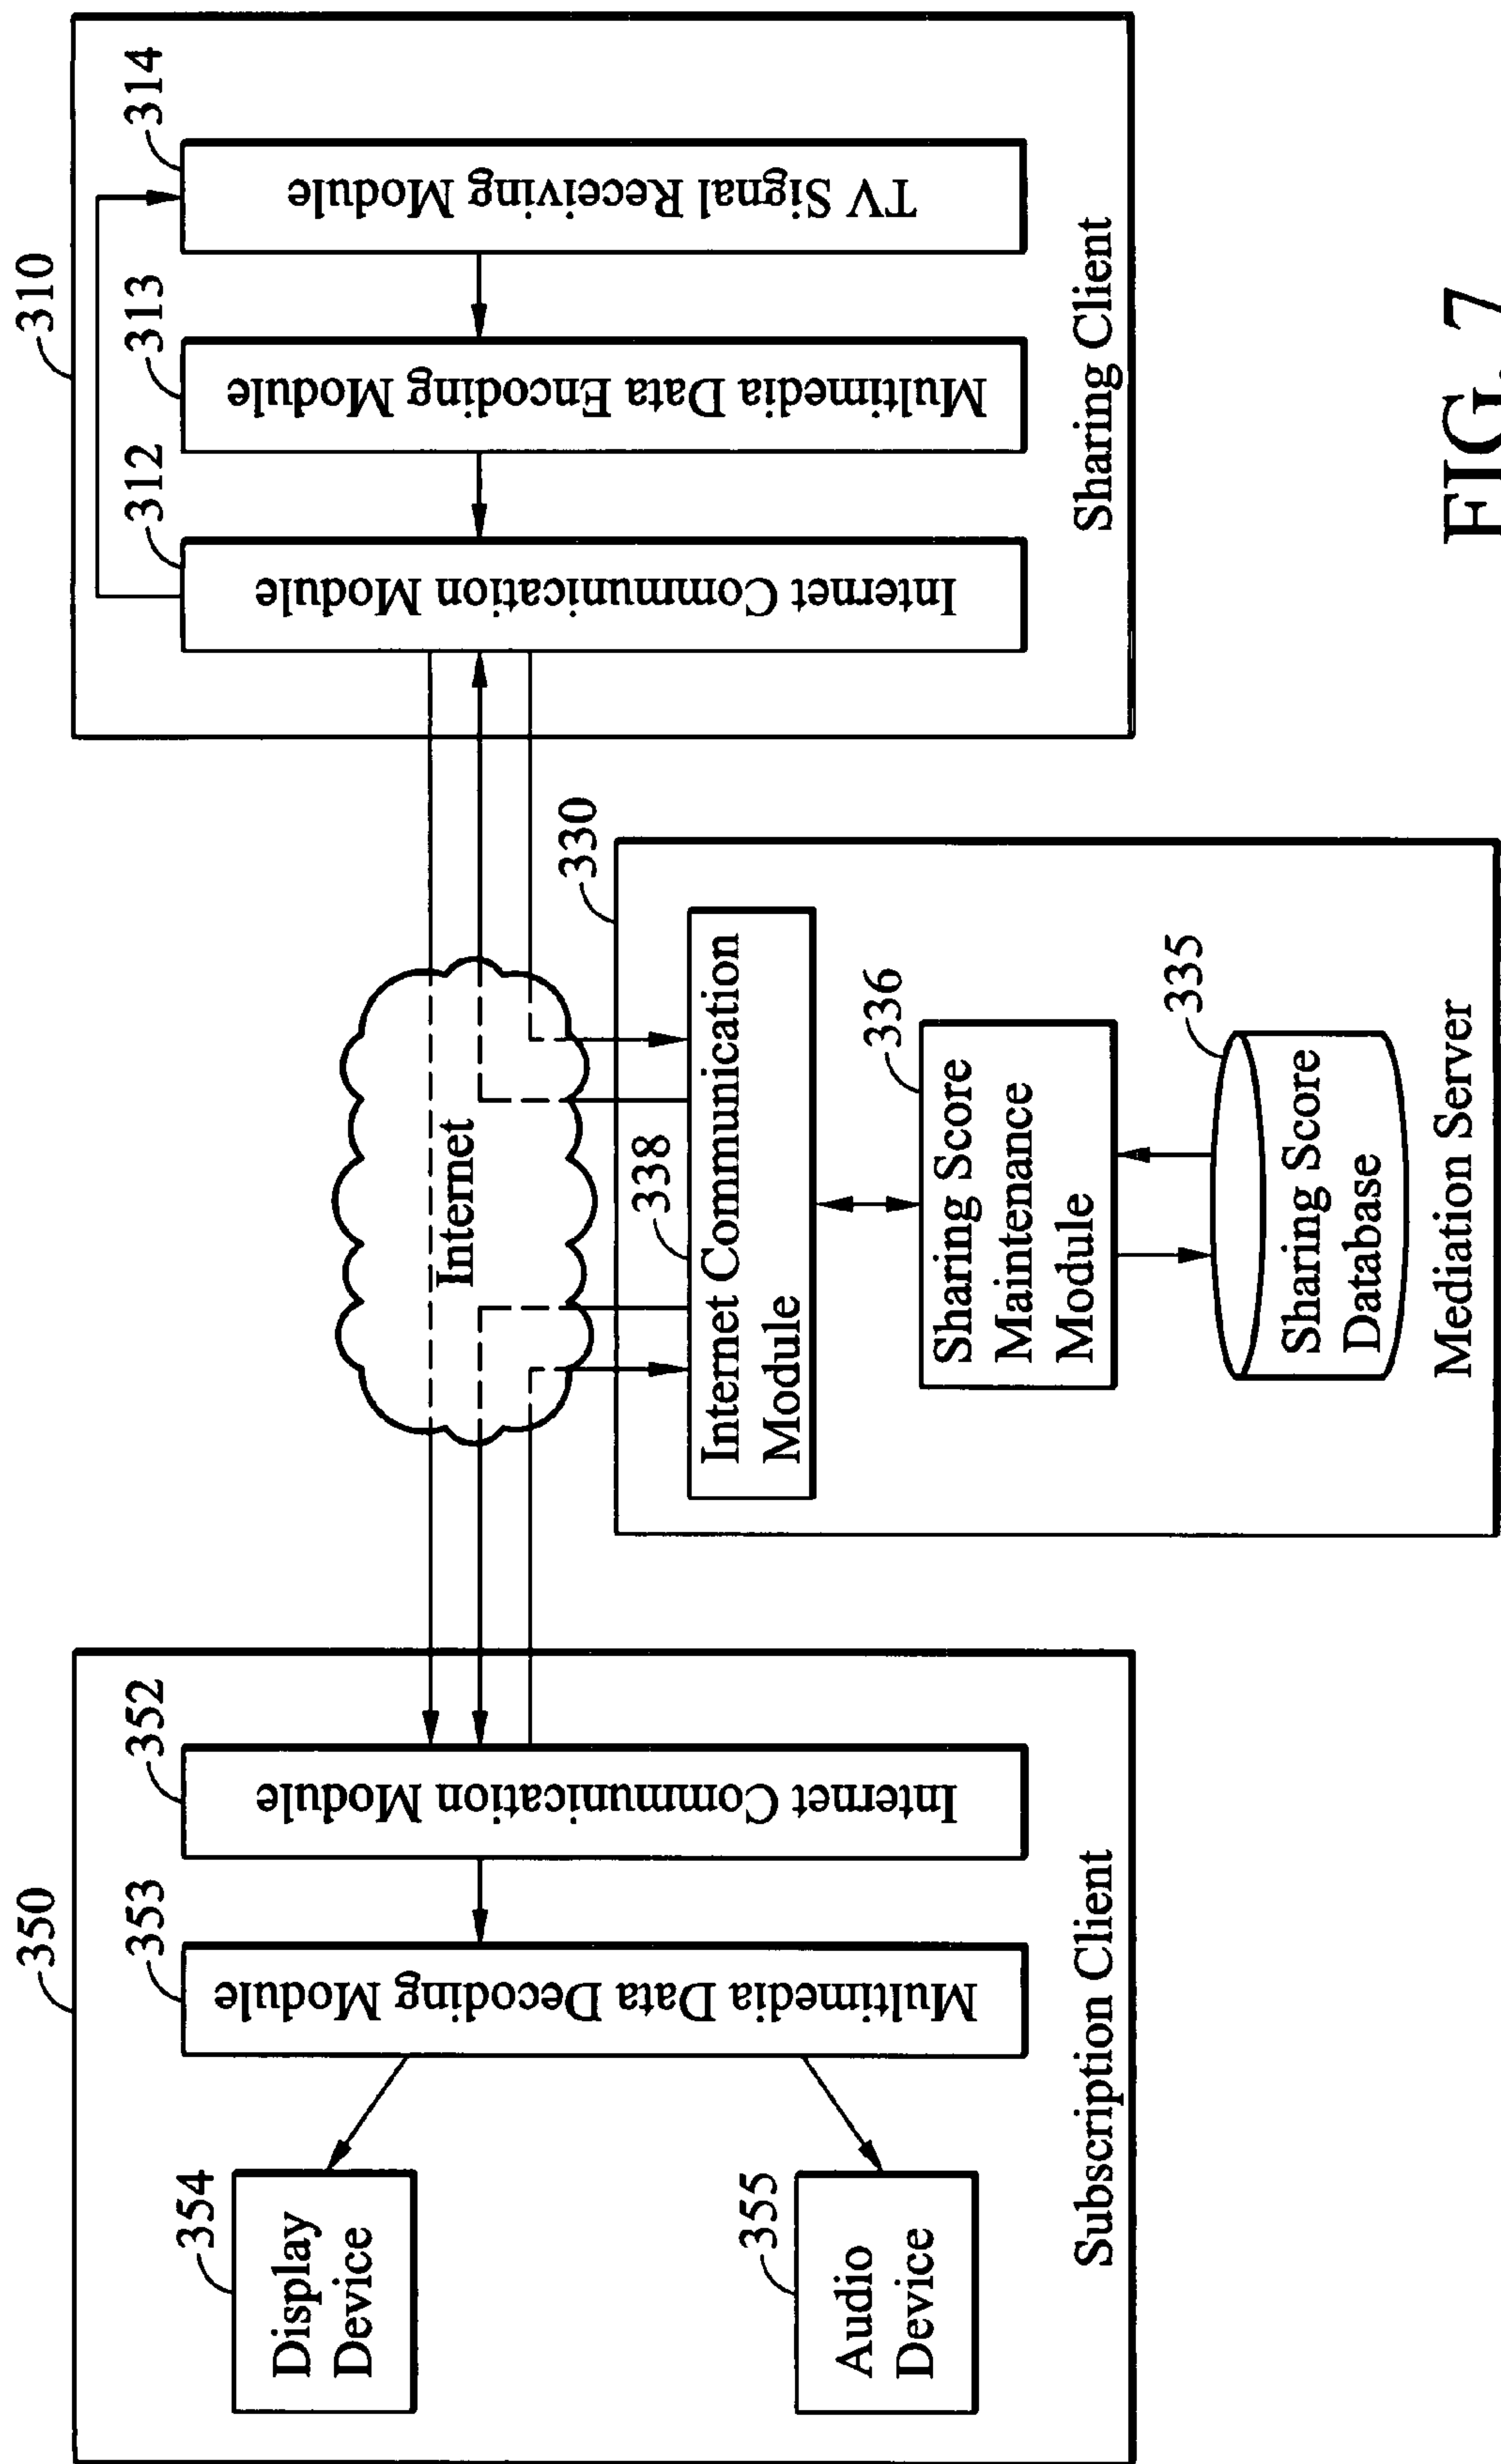 350
354
Display
Device
355
Audio
Device
353
Multimedia Data Decoding Module
352
Internet Communication Module
Subscription Client
Internet
330
338
Internet Communication
Module
336
Sharing Score
Maintenance
Module
335
Sharing Score
Database
Mediation Server
310
312
Internet Communication Module
313
Multimedia Data Encoding Module
314
TV Signal Receiving Module
Sharing Client
FIG. 7